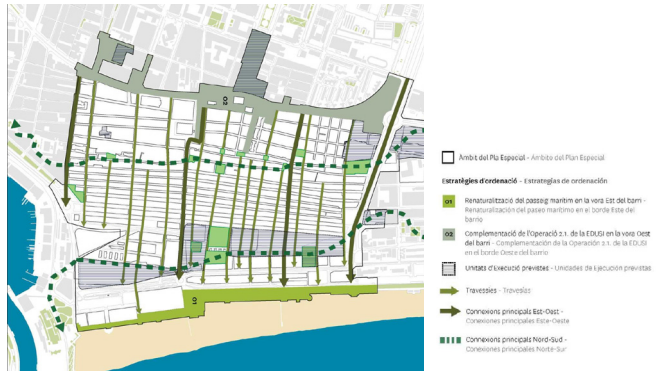 02
01
Àmbit del Pla Especial - Ámbito del Plan Especial
Estratègies d'ordenació - Estrategias de ordenación
01
Renaturalització del passeig marítim en la vora Est del barri -
Renaturalización del paseo marítimo en el borde Este del
barrio
02
Complementació de l'Operació 2.1. de la EDUSI en la vora Oest
del barri - Complementación de la Operación 2.1. de la EDUSI
en el borde Oeste del barrio
Unitats d'Execució previstes - Unidades de Ejecución previstas
Travessies - Travesías
Connexions principals Est-Oest -
Conexiones principales Este-Oeste
Connexions principals Nord-Sud -
Conexiones principales Norte-Sur